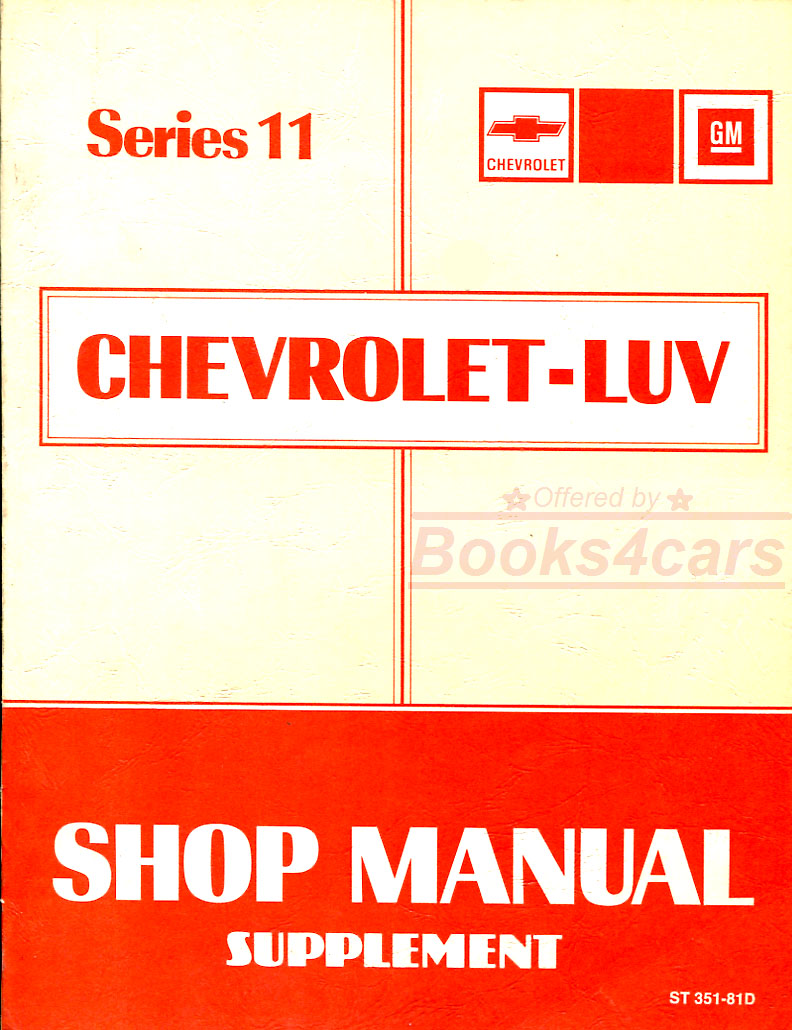 Series 11
CHEVROLET
GM
CHEVROLET-LUV
Offered by
Books4cars
SHOP MANUAL
SUPPLEMENT
ST 351-81D